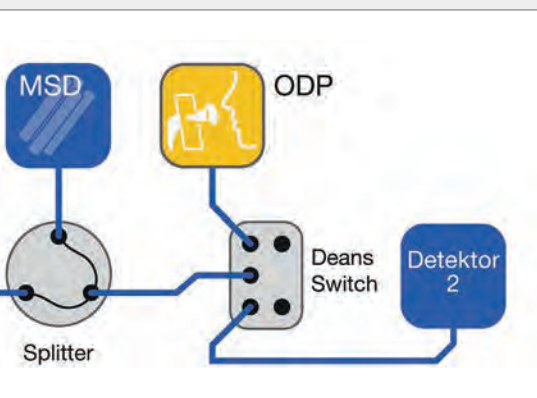 MSD
ODP
Deans
Switch
Detektor
2
Splitter